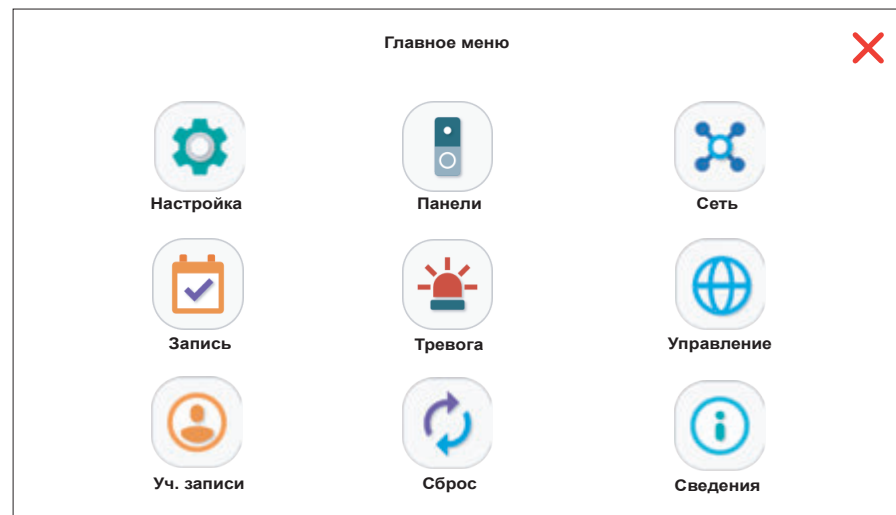 Главное меню
Настройка Панели Сеть
Запись Тревога Управление
Уч. записи Сброс Сведения